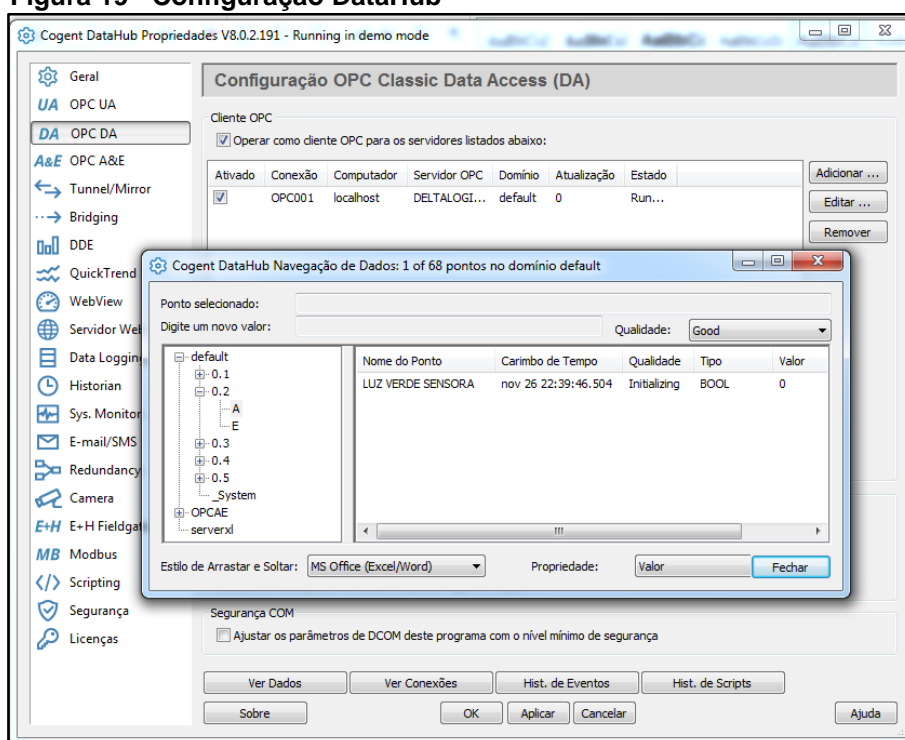 Figura 19 - Configuração DataHub
Cogent DataHub Propriedades V8.0.2.191 - Running in demo mode
Geral
UA OPC UA
DA OPC DA
A&E OPC A&E
Tunnel/Mirror
Bridging
DDE
QuickTrend
WebView
Servidor We
Data Loggin
Historian
Sys. Monitor
E-mail/SMS
Redundancy
Camera
E+H E+H Fieldgat
MB Modbus
Scripting
Segurança
Licenças
Configuração OPC Classic Data Access (DA)
Cliente OPC
Operar como cliente OPC para os servidores listados abaixo:
Ativado Conexão Computador Servidor OPC Domínio Atualização Estado
OPC001 localhost DELTALOGI... default 0 Run...
Adicionar ...
Editar ...
Remover
Cogent DataHub Navegação de Dados: 1 of 68 pontos no domínio default
Ponto selecionado:
Digite um novo valor:
Qualidade: Good
default
0.1
0.2
A
E
0.3
0.4
0.5
_System
OPCAE
serverxl
Nome do Ponto Carimbo de Tempo Qualidade Tipo Valor
LUZ VERDE SENSORA nov 26 22:39:46.504 Initializing BOOL 0
Estilo de Arrastar e Soltar: MS Office (Excel/Word) Propriedade: Valor Fechar
Segurança COM
Ajustar os parâmetros de DCOM deste programa com o nível mínimo de segurança
Ver Dados Ver Conexões Hist. de Eventos Hist. de Scripts
Sobre OK Aplicar Cancelar Ajuda